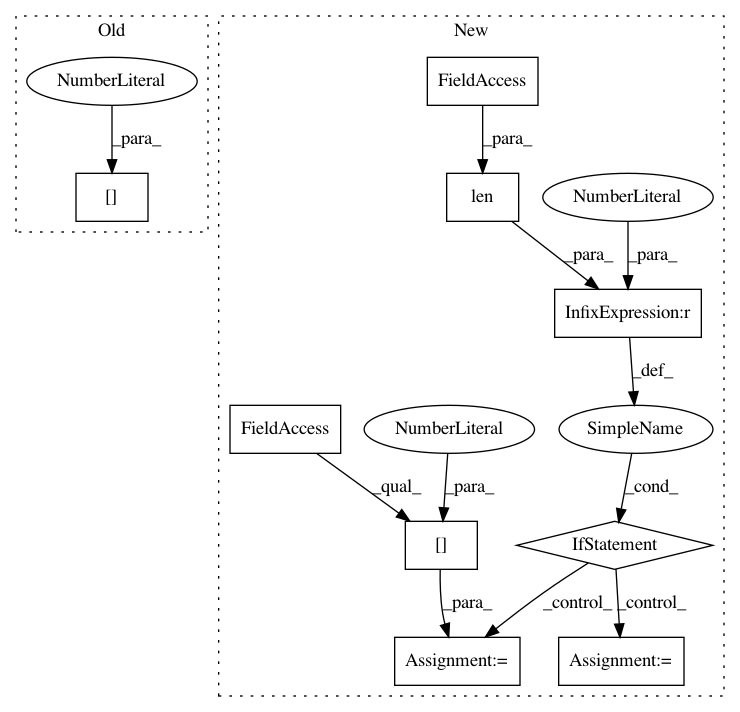 Old
New
NumberLiteral
FieldAccess
_para_
_para_
[]
len
NumberLiteral
_para_
_para_
InfixExpression:r
_def_
FieldAccess
NumberLiteral
SimpleName
_qual_
_para_
_cond_
[]
IfStatement
_para_
_control_
_control_
Assignment:=
Assignment:=